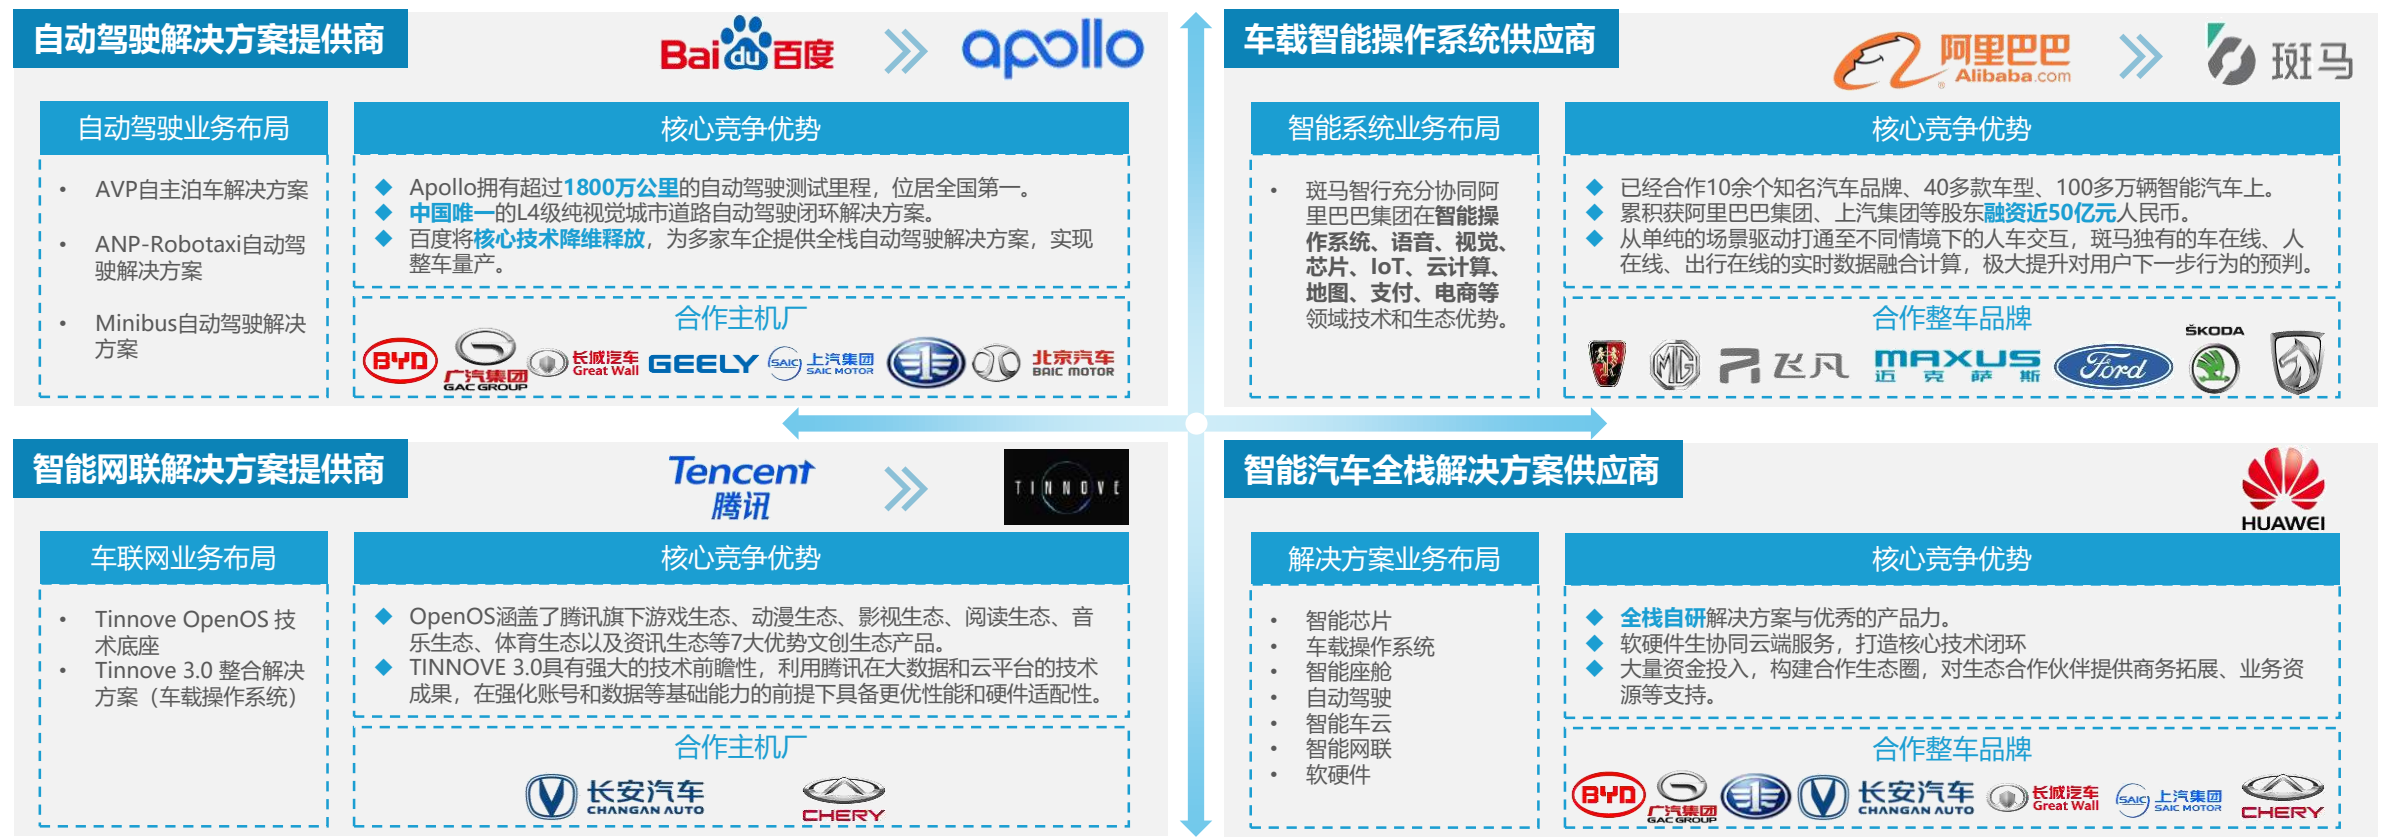 自动驾驶解决方案提供商
Bai du 百度
apollo
自动驾驶业务布局
• AVP自主泊车解决方案
• ANP-Robotaxi自动驾
驶解决方案
• Minibus自动驾驶解决
方案
核心竞争优势
◆ Apollo拥有超过1800万公里的自动驾驶测试里程，位居全国第一。
◆ 中国唯一的L4级纯视觉城市道路自动驾驶闭环解决方案。
◆ 百度将核心技术降维释放，为多家车企提供全栈自动驾驶解决方案，实现
整车量产。
合作主机厂
BYD
广汽集团
GAC GROUP
长城汽车
Great Wall
GEELY
SAIC 上汽集团
SAIC MOTOR
北京汽车
BAIC MOTOR
车载智能操作系统供应商
阿里巴巴
Alibaba.com
®
斑马
智能系统业务布局
• 斑马智行充分协同阿
里巴巴集团在智能操
作系统、语音、视觉、
芯片、IoT、云计算、
地图、支付、电商等
领域技术和生态优势。
核心竞争优势
◆ 已经合作10余个知名汽车品牌、40多款车型、100多万辆智能汽车上。
◆ 累积获阿里巴巴集团、上汽集团等股东融资近50亿元人民币。
◆ 从单纯的场景驱动打通至不同情境下的人车交互，斑马独有的车在线、人
在线、出行在线的实时数据融合计算，极大提升对用户下一步行为的预判。
合作整车品牌
MG
飞凡
MAXUS
迈克萨斯
Ford
ŠKODA
智能网联解决方案提供商
Tencent
腾讯
TINNOVE
车联网业务布局
• Tinnove OpenOS 技
术底座
• Tinnove 3.0 整合解决
方案（车载操作系统）
核心竞争优势
◆ OpenOS涵盖了腾讯旗下游戏生态、动漫生态、影视生态、阅读生态、音
乐生态、体育生态以及资讯生态等7大优势文创生态产品。
◆ TINNOVE 3.0具有强大的技术前瞻性，利用腾讯在大数据和云平台的技术
成果，在强化账号和数据等基础能力的前提下具备更优性能和硬件适配性。
合作主机厂
长安汽车
CHANGAN AUTO
CHERY
智能汽车全栈解决方案供应商
HUAWEI
解决方案业务布局
• 智能芯片
• 车载操作系统
• 智能座舱
• 自动驾驶
• 智能车云
• 智能网联
• 软硬件
核心竞争优势
◆ 全栈自研解决方案与优秀的产品力。
◆ 软硬件生协同云端服务，打造核心技术闭环
◆ 大量资金投入，构建合作生态圈，对生态合作伙伴提供商务拓展、业务资
源等支持。
合作整车品牌
BYD
广汽集团
GAC GROUP
长安汽车
CHANGAN AUTO
长城汽车
Great Wall
SAIC 上汽集团
SAIC MOTOR
CHERY